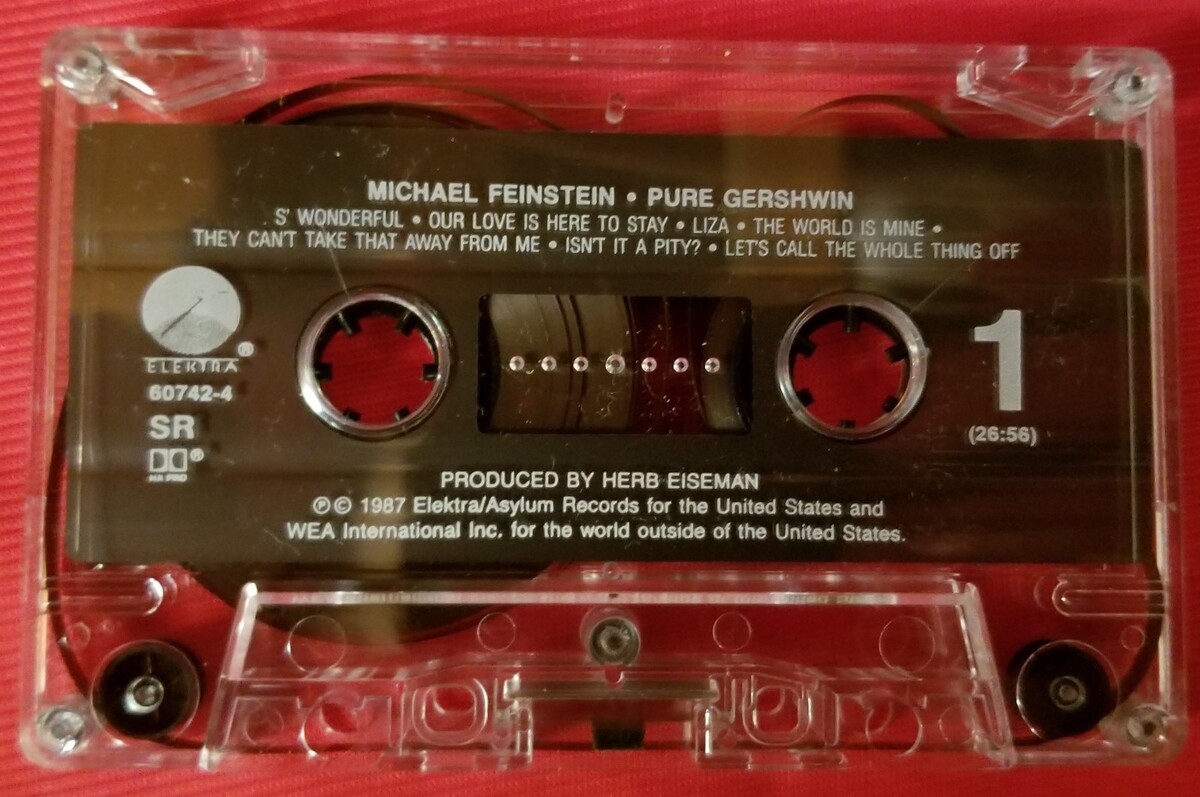 MICHAEL FEINSTEIN • PURE GERSHWIN
S' WONDERFUL • OUR LOVE IS HERE TO STAY • LIZA • THE WORLD IS MINE •
THEY CAN'T TAKE THAT AWAY FROM ME • ISN'T IT A PITY? • LET'S CALL THE WHOLE THING OFF
ELEKTRA®
60742-4
SR
®
HX PRO
1
(26:56)
PRODUCED BY HERB EISEMAN
℗© 1987 Elektra/Asylum Records for the United States and
WEA International Inc. for the world outside of the United States.